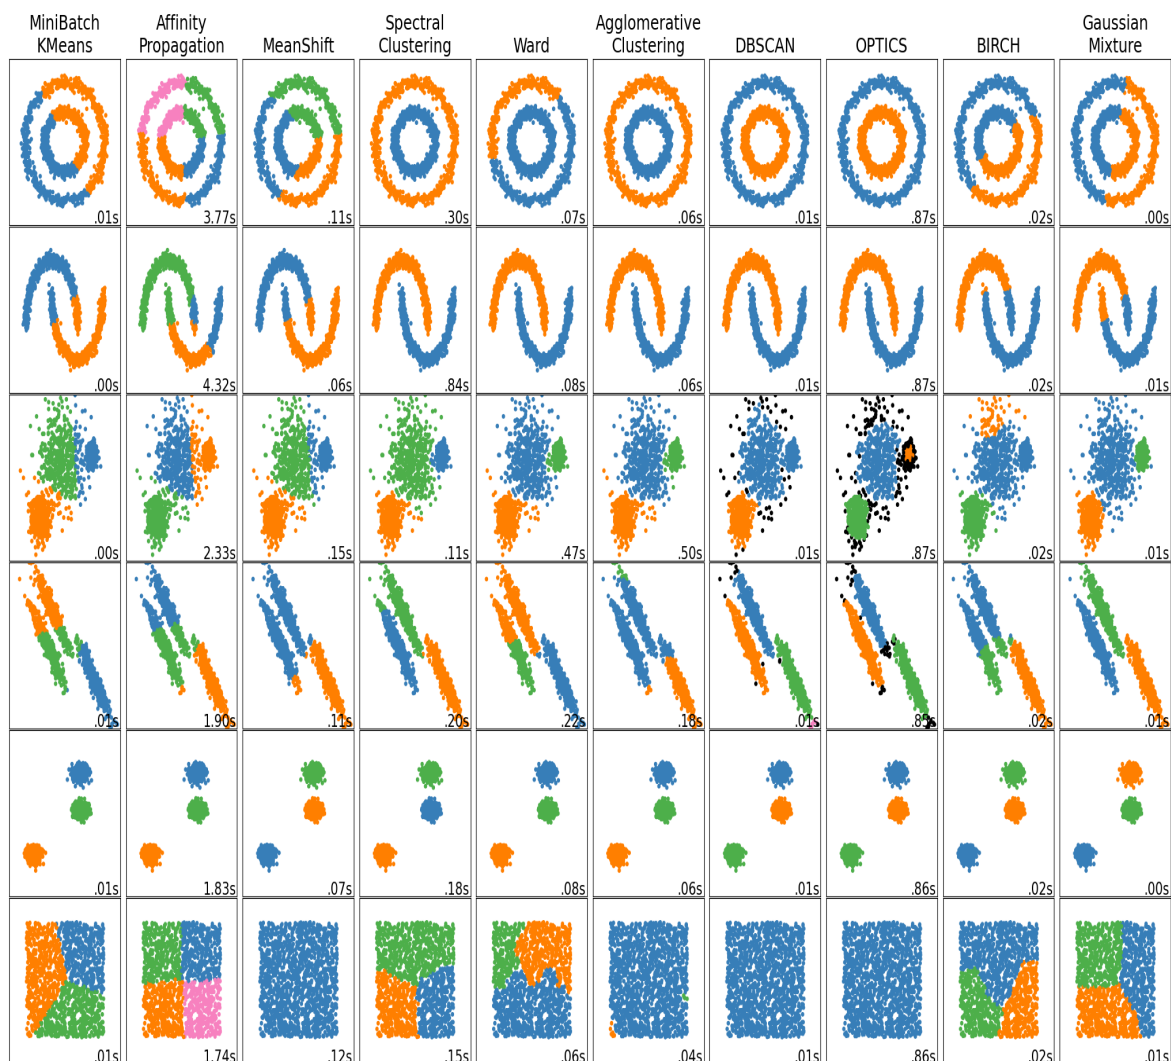 MiniBatch
KMeans
Affinity
Propagation
MeanShift
Spectral
Clustering
Ward
Agglomerative
Clustering
DBSCAN
OPTICS
BIRCH
Gaussian
Mixture
.01s
3.77s
.11s
.30s
.07s
.06s
.01s
.87s
.02s
.00s
.00s
4.32s
.06s
.84s
.08s
.06s
.01s
.87s
.02s
.01s
.00s
2.33s
.15s
.11s
.47s
.50s
.01s
.87s
.02s
.01s
.01s
1.90s
.11s
.20s
.22s
.18s
.01s
.02s
.01s
.01s
1.83s
.07s
.18s
.08s
.06s
.01s
.86s
.02s
.00s
.01s
1.74s
.12s
.15s
.06s
.04s
.01s
.86s
.02s
.01s